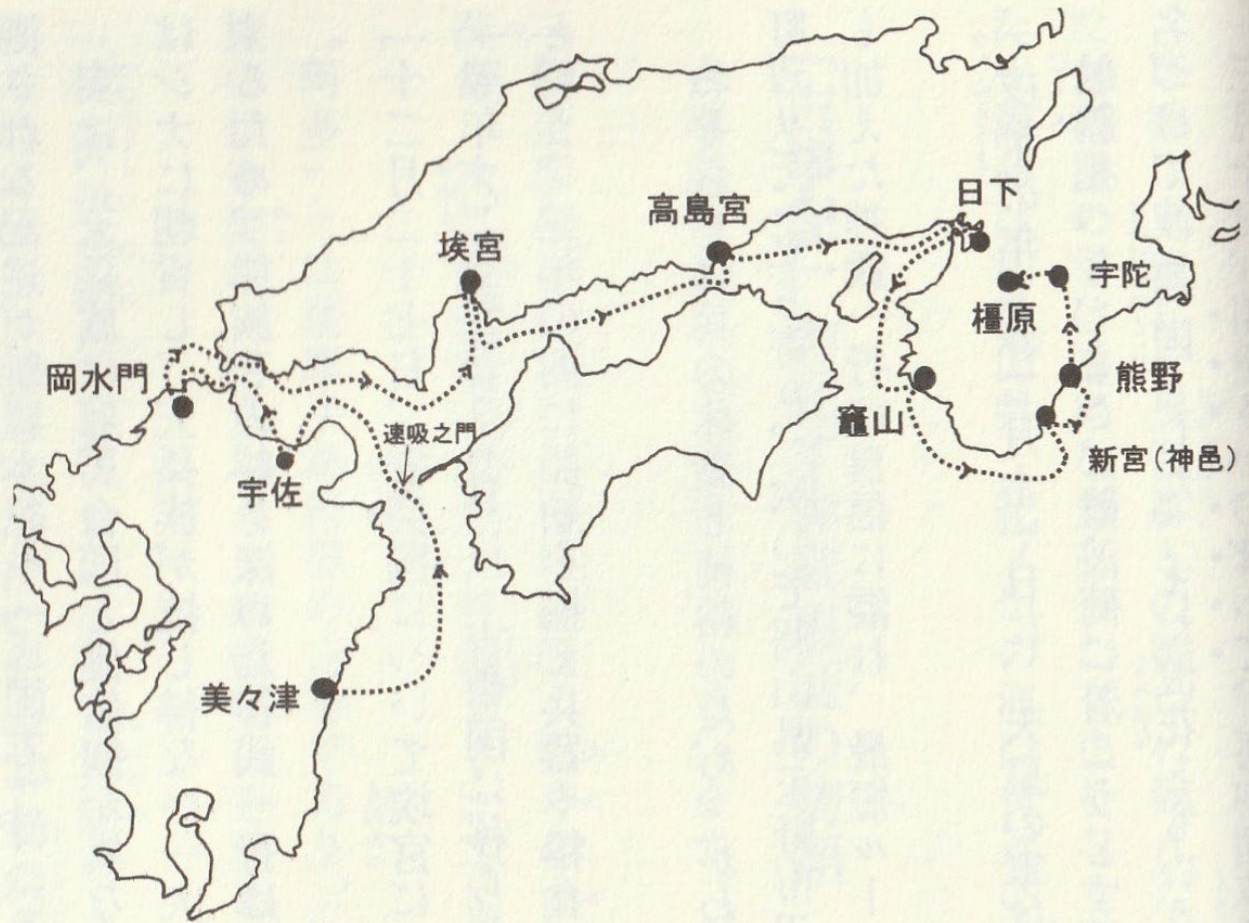 日下
高島宮
埃宮
宇陀
橿原
岡水門
熊野
竈山
速吸之門
新宮(神邑)
宇佐
美々津